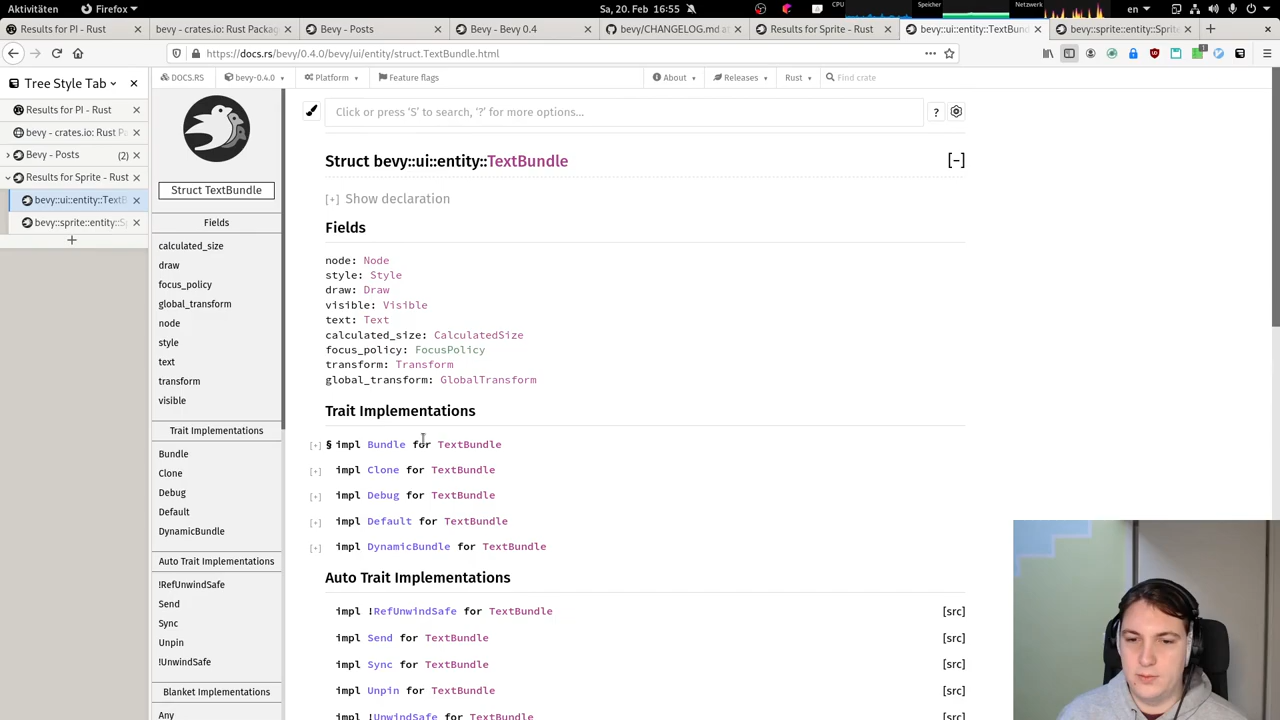 Aktivitäten
Firefox
Sa, 20. Feb 16:55
CPU
Speicher
Netzwerk
en
Results for PI - Rust
bevy - crates.io: Rust Packa
Bevy - Posts
Bevy - Bevy 0.4
bevy/CHANGELOG.md at
Results for Sprite - Rust
bevy::ui::entity::TextBund
bevy::sprite::entity::Sprite
https://docs.rs/bevy/0.4.0/bevy/ui/entity/struct.TextBundle.html
Tree Style Tab
Results for PI - Rust
bevy - crates.io: Rust P
Bevy - Posts (2)
Results for Sprite - Rust
bevy::ui::entity::TextB
bevy::sprite::entity::S
DOCS.RS
bevy-0.4.0
Platform
Feature flags
About
Releases
Rust
Find crate
Struct TextBundle
Fields
calculated_size
draw
focus_policy
global_transform
node
style
text
transform
visible
Trait Implementations
Bundle
Clone
Debug
Default
DynamicBundle
Auto Trait Implementations
!RefUnwindSafe
Send
Sync
Unpin
!UnwindSafe
Blanket Implementations
Any
Click or press ‘S’ to search, ‘?’ for more options…
?
Struct bevy::ui::entity::TextBundle
[−]
[+] Show declaration
Fields
node: Node
style: Style
draw: Draw
visible: Visible
text: Text
calculated_size: CalculatedSize
focus_policy: FocusPolicy
transform: Transform
global_transform: GlobalTransform
Trait Implementations
[+] § impl Bundle for TextBundle
[+] impl Clone for TextBundle
[+] impl Debug for TextBundle
[+] impl Default for TextBundle
[+] impl DynamicBundle for TextBundle
Auto Trait Implementations
impl !RefUnwindSafe for TextBundle [src]
impl Send for TextBundle [src]
impl Sync for TextBundle [src]
impl Unpin for TextBundle [src]
impl !UnwindSafe for TextBundle [src]